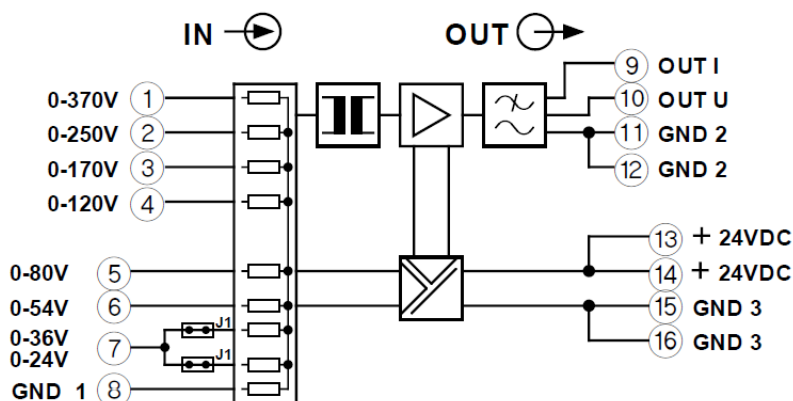 IN
OUT
0-370V 1
0-250V 2
0-170V 3
0-120V 4
0-80V 5
0-54V 6
0-36V
0-24V
7
J1
J1
GND 1 8
9 OUT I
10 OUT U
11 GND 2
12 GND 2
13 + 24VDC
14 + 24VDC
15 GND 3
16 GND 3